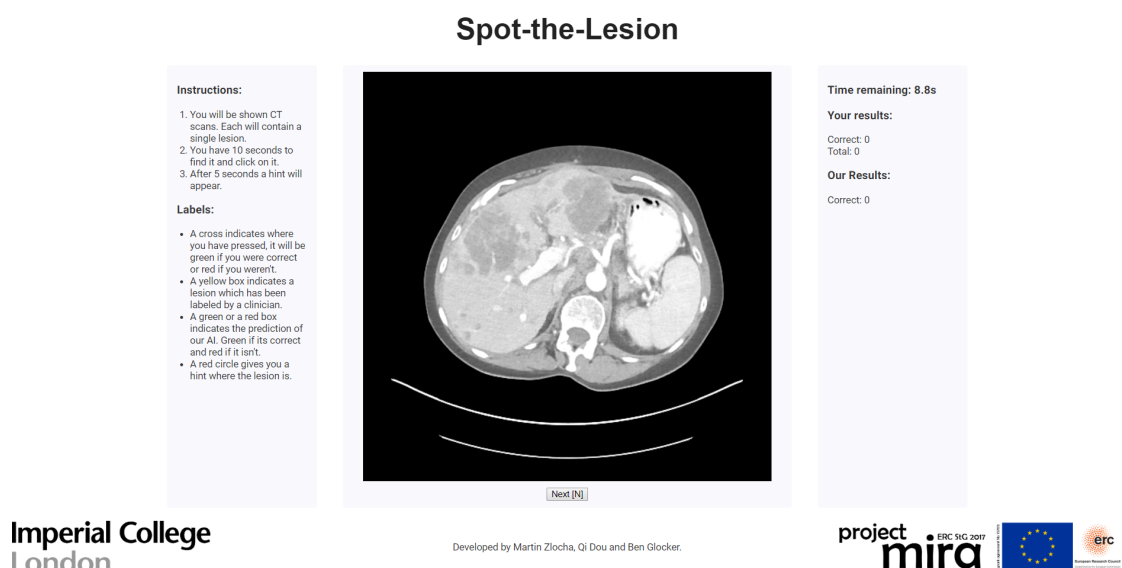 Spot-the-Lesion
Instructions:
1. You will be shown CT
scans. Each will contain a
single lesion.
2. You have 10 seconds to
find it and click on it.
3. After 5 seconds a hint will
appear.
Labels:
• A cross indicates where
you have pressed, it will be
green if you were correct
or red if you weren't.
• A yellow box indicates a
lesion which has been
labeled by a clinician.
• A green or a red box
indicates the prediction of
our AI. Green if its correct
and red if it isn't.
• A red circle gives you a
hint where the lesion is.
Next [N]
Time remaining: 8.8s
Your results:
Correct: 0
Total: 0
Our Results:
Correct: 0
Imperial College
London
Developed by Martin Zlocha, Qi Dou and Ben Glocker.
project
mira
ERC StG 2017
erc
European Research Council